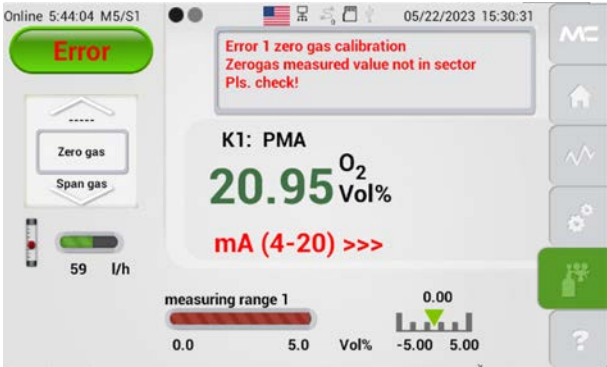 Online 5:44:04 M5/S1
05/22/2023 15:30:31
Error
Error 1 zero gas calibration
Zerogas measured value not in sector
Pls. check!
-----
Zero gas
Span gas
59 l/h
K1: PMA
20.95 O2 Vol%
mA (4-20) >>>
measuring range 1
0.0 5.0 Vol%
0.00
-5.00 5.00
MC
?